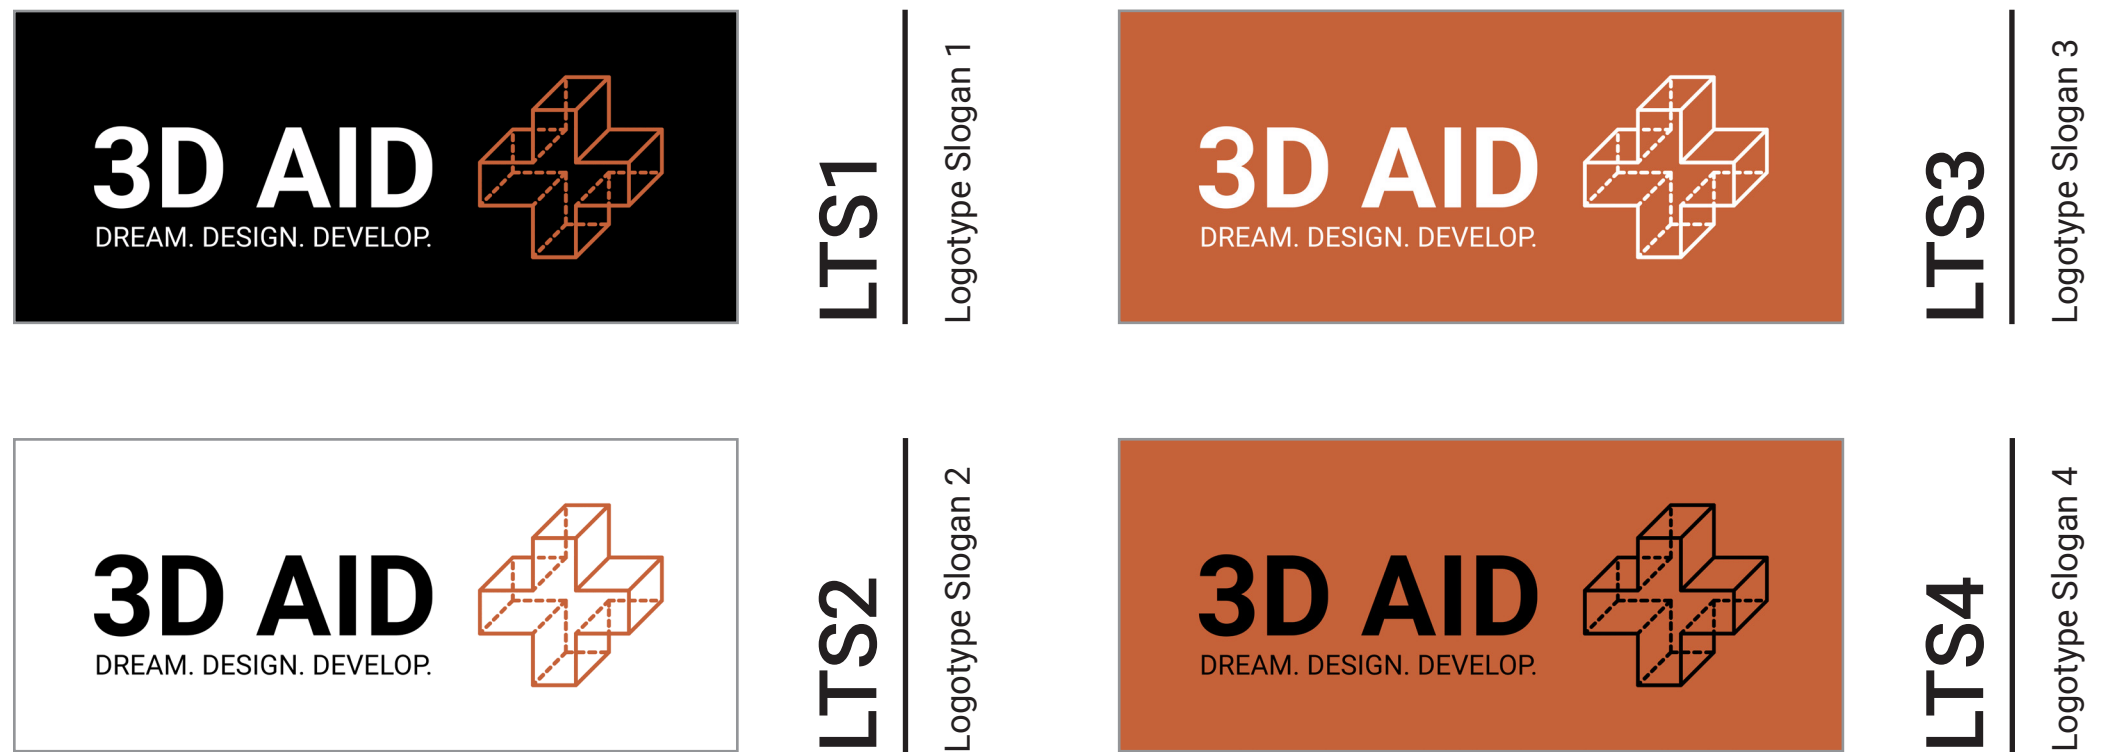 3D AID
DREAM. DESIGN. DEVELOP.
LTS1
Logotype Slogan 1
3D AID
DREAM. DESIGN. DEVELOP.
LTS3
Logotype Slogan 3
3D AID
DREAM. DESIGN. DEVELOP.
LTS2
Logotype Slogan 2
3D AID
DREAM. DESIGN. DEVELOP.
LTS4
Logotype Slogan 4